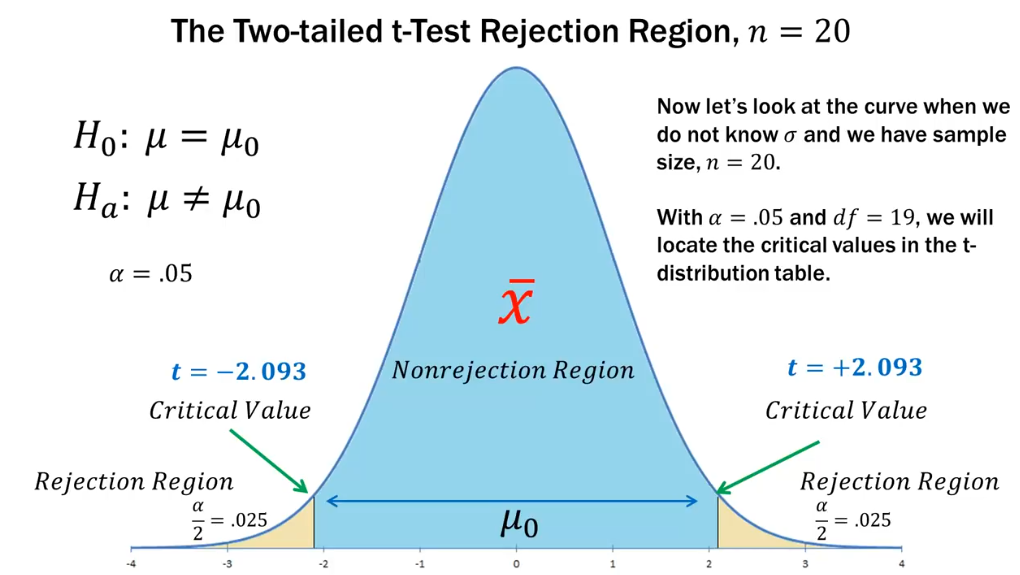 The Two-tailed t-Test Rejection Region, n = 20
H₀: μ = μ₀
Hₐ: μ ≠ μ₀
α = .05
Now let's look at the curve when we
do not know σ and we have sample
size, n = 20.
With α = .05 and df = 19, we will
locate the critical values in the t-
distribution table.
x̄
Nonrejection Region
t = −2.093
Critical Value
t = +2.093
Critical Value
Rejection Region
α/2 = .025
Rejection Region
α/2 = .025
μ₀
-4 -3 -2 -1 0 1 2 3 4